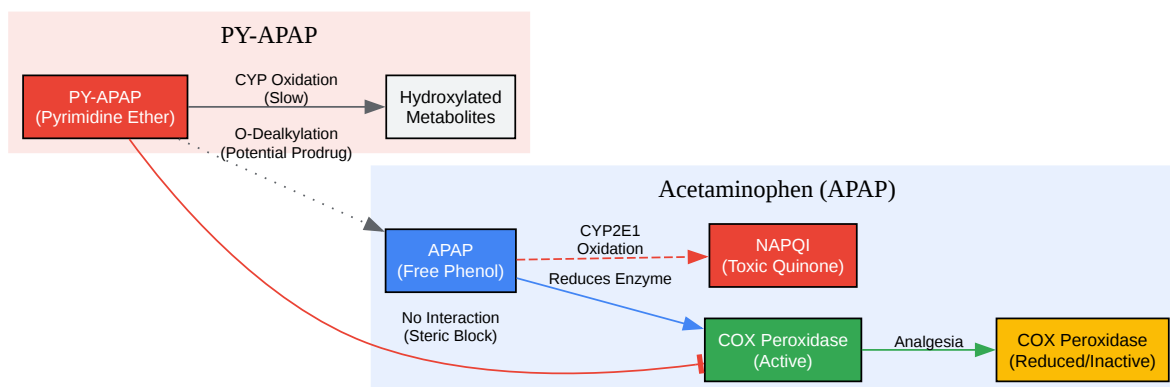 PY-APAP
PY-APAP
(Pyrimidine Ether)
CYP Oxidation
(Slow)
Hydroxylated
Metabolites
O-Dealkylation
(Potential Prodrug)
Acetaminophen (APAP)
APAP
(Free Phenol)
CYP2E1
Oxidation
NAPQI
(Toxic Quinone)
Reduces Enzyme
No Interaction
(Steric Block)
COX Peroxidase
(Active)
Analgesia
COX Peroxidase
(Reduced/Inactive)